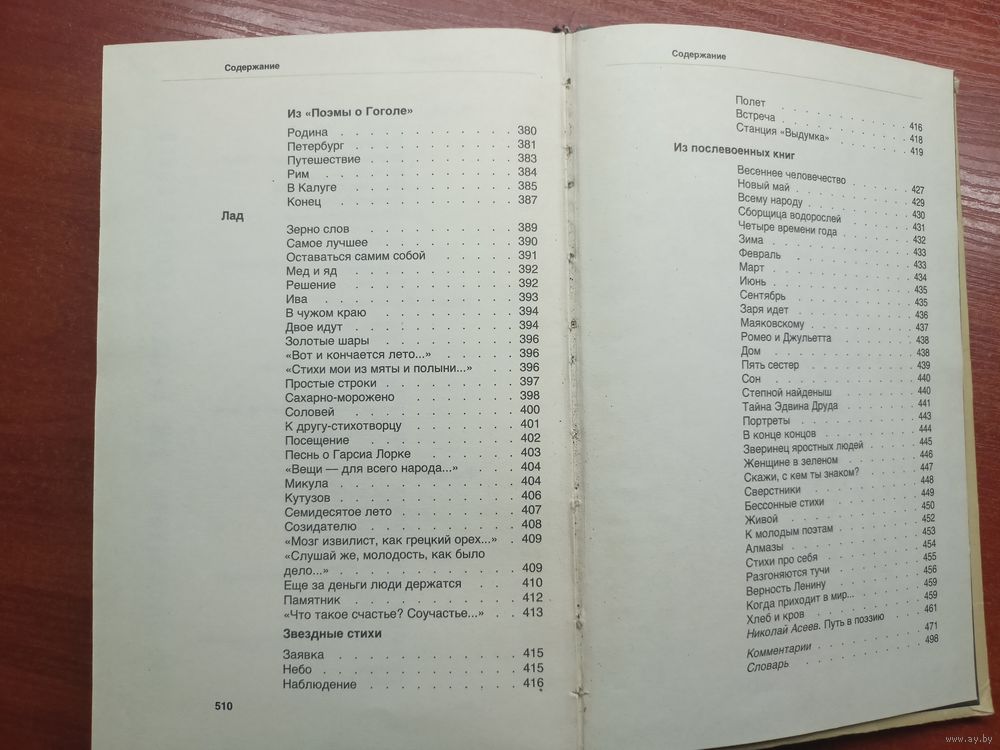 Содержание
Из «Поэмы о Гоголе»
Родина . . . . . . . . . . . . 380
Петербург . . . . . . . . . . . 381
Путешествие . . . . . . . . . . 383
Рим . . . . . . . . . . . . . 384
В Калуге . . . . . . . . . . . 385
Конец . . . . . . . . . . . . 387
Лад
Зерно слов . . . . . . . . . . 389
Самое лучшее . . . . . . . . . 390
Оставаться самим собой . . . . . . 391
Мед и яд . . . . . . . . . . . 392
Решение . . . . . . . . . . . 392
Ива . . . . . . . . . . . . . 393
В чужом краю . . . . . . . . . 394
Двое идут . . . . . . . . . . 394
Золотые шары . . . . . . . . . 396
«Вот и кончается лето...» . . . . . 396
«Стихи мои из мяты и полыни...» . . . 396
Простые строки . . . . . . . . 397
Сахарно-морожено . . . . . . . 398
Соловей . . . . . . . . . . . 400
К другу-стихотворцу . . . . . . . 401
Посещение . . . . . . . . . . 402
Песнь о Гарсиа Лорке . . . . . . 403
«Вещи — для всего народа...» . . . 404
Микула . . . . . . . . . . . . 404
Кутузов . . . . . . . . . . . 406
Семидесятое лето . . . . . . . . 407
Созидателю . . . . . . . . . . 408
«Мозг извилист, как грецкий орех...» . 409
«Слушай же, молодость, как было
дело...» . . . . . . . . . . . 409
Еще за деньги люди держатся . . . 410
Памятник . . . . . . . . . . . 412
«Что такое счастье? Соучастье...» . . 413
Звездные стихи
Заявка . . . . . . . . . . . . 415
Небо . . . . . . . . . . . . . 415
Наблюдение . . . . . . . . . . 416
510
Содержание
Полет . . . . . . . . . . . . 416
Встреча . . . . . . . . . . . 418
Станция «Выдумка» . . . . . . . 419
Из послевоенных книг
Весеннее человечество . . . . . . 427
Новый май . . . . . . . . . . 429
Всему народу . . . . . . . . . 430
Сборщица водорослей . . . . . . 431
Четыре времени года . . . . . . . 432
Зима . . . . . . . . . . . . 433
Февраль . . . . . . . . . . . 433
Март . . . . . . . . . . . . 434
Июнь . . . . . . . . . . . . 435
Сентябрь . . . . . . . . . . . 435
Заря идет . . . . . . . . . . 436
Маяковскому . . . . . . . . . 437
Ромео и Джульетта . . . . . . . 438
Дом . . . . . . . . . . . . . 438
Пять сестер . . . . . . . . . 439
Сон . . . . . . . . . . . . . 440
Степной найденыш . . . . . . . 440
Тайна Эдвина Друда . . . . . . . 441
Портреты . . . . . . . . . . . 443
В конце концов . . . . . . . . 444
Зверинец яростных людей . . . . . 445
Женщине в зеленом . . . . . . . 446
Скажи, с кем ты знаком? . . . . . 447
Сверстники . . . . . . . . . . 448
Бессонные стихи . . . . . . . . 449
Живой . . . . . . . . . . . . 450
К молодым поэтам . . . . . . . 452
Алмазы . . . . . . . . . . . 453
Стихи про себя . . . . . . . . 454
Разгоняются тучи . . . . . . . . 455
Верность Ленину . . . . . . . . 456
Когда приходит в мир... . . . . . 459
Хлеб и кров . . . . . . . . . 459
Николай Асеев. Путь в поэзию . . . 461
Комментарии . . . . . . . . . 471
Словарь . . . . . . . . . . . 498
www.ay.by